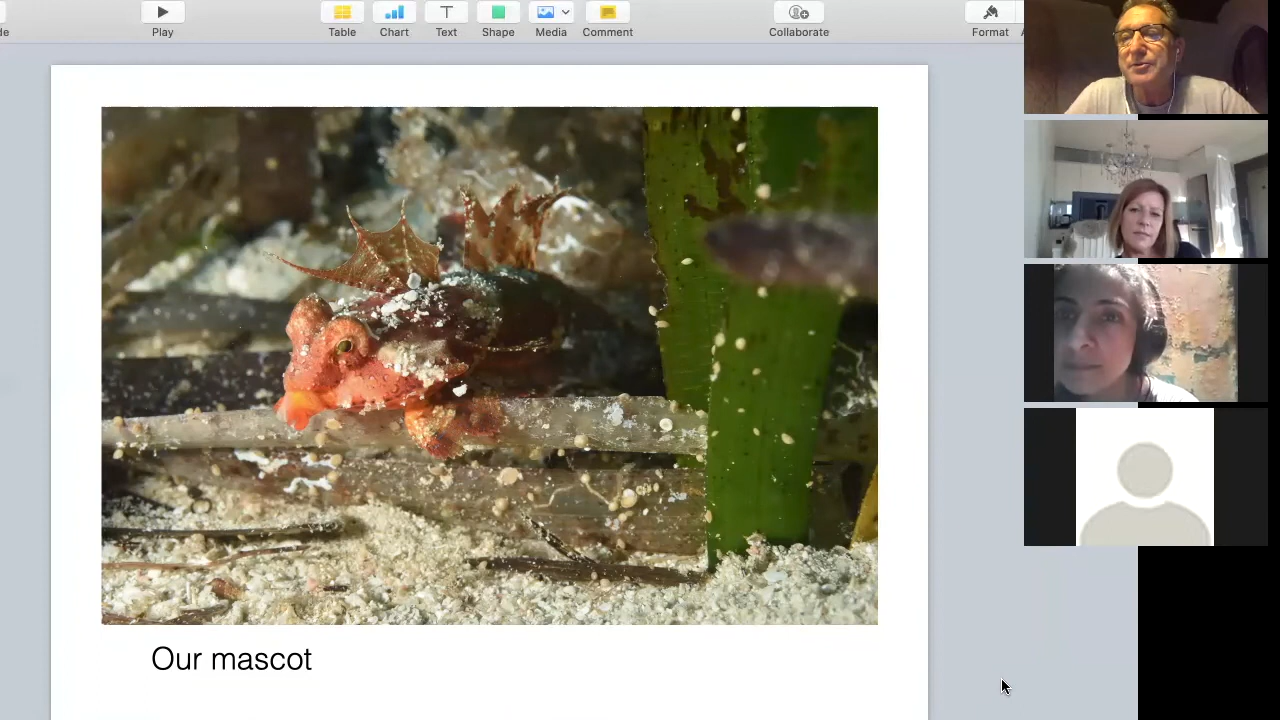 Play
Table
Chart
Text
Shape
Media
Comment
Collaborate
Format
Our mascot